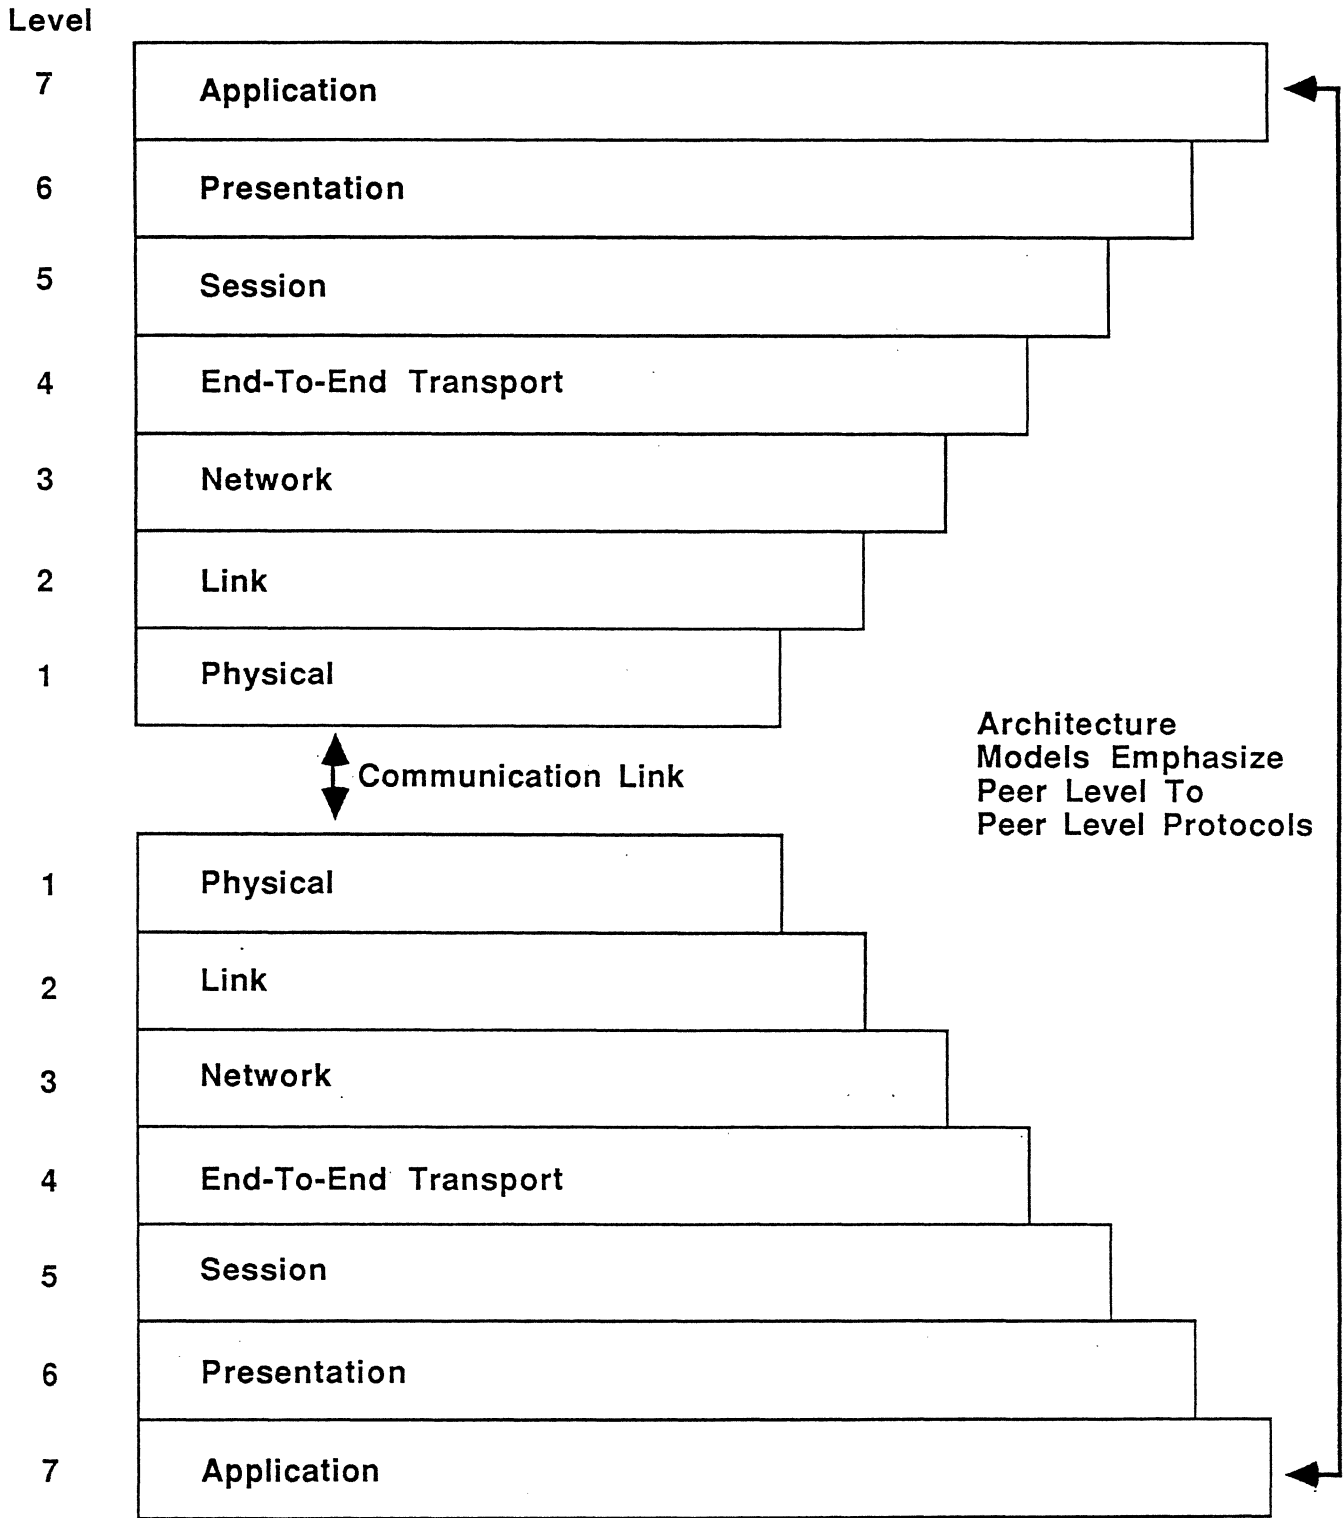 Level
7 Application
6 Presentation
5 Session
4 End-To-End Transport
3 Network
2 Link
1 Physical
Communication Link
Architecture
Models Emphasize
Peer Level To
Peer Level Protocols
1 Physical
2 Link
3 Network
4 End-To-End Transport
5 Session
6 Presentation
7 Application